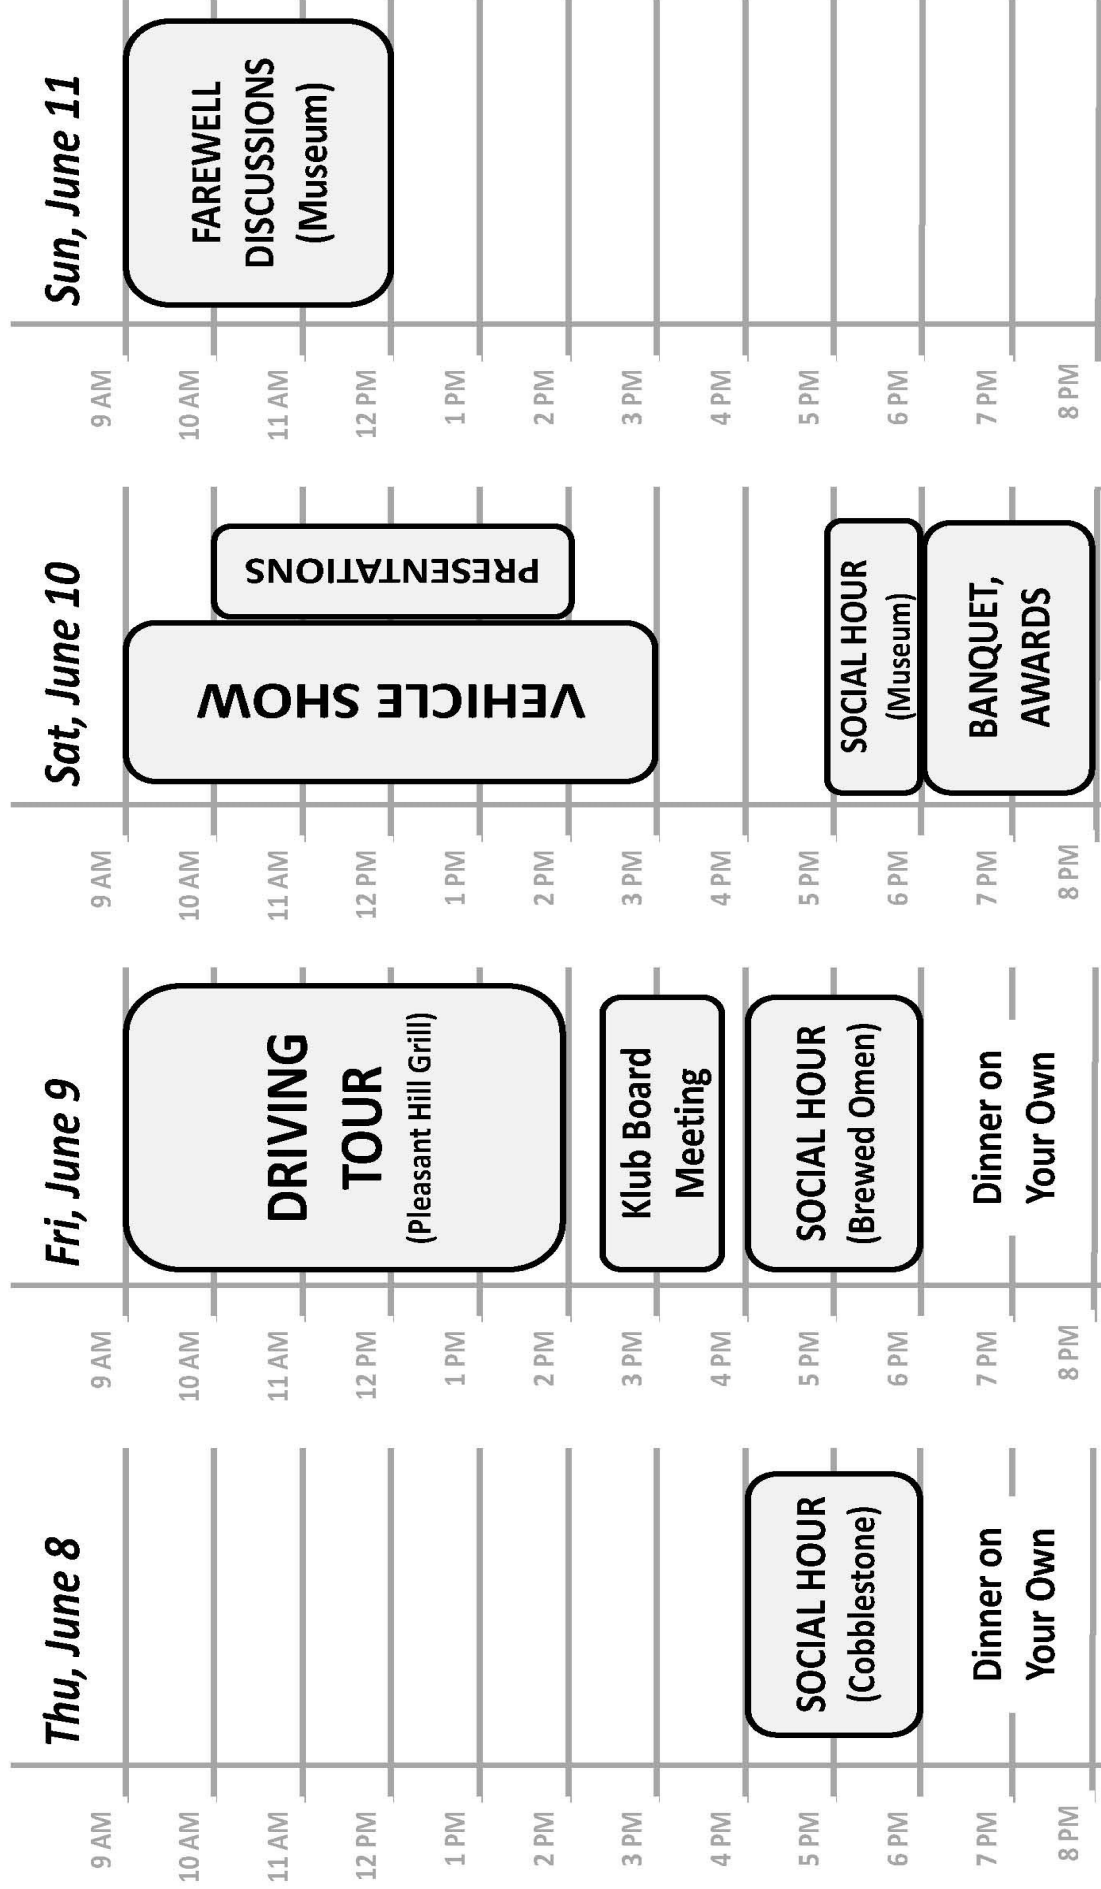 Thu, June 8
9 AM
10 AM
11 AM
12 PM
1 PM
2 PM
3 PM
4 PM
5 PM
6 PM
7 PM
8 PM
SOCIAL HOUR
(Cobblestone)
Dinner on
Your Own
Fri, June 9
9 AM
10 AM
11 AM
12 PM
1 PM
2 PM
3 PM
4 PM
5 PM
6 PM
7 PM
8 PM
DRIVING
TOUR
(Pleasant Hill Grill)
Klub Board
Meeting
SOCIAL HOUR
(Brewed Omen)
Dinner on
Your Own
Sat, June 10
9 AM
10 AM
11 AM
12 PM
1 PM
2 PM
3 PM
4 PM
5 PM
6 PM
7 PM
8 PM
VEHICLE SHOW
PRESENTATIONS
SOCIAL HOUR
(Museum)
BANQUET,
AWARDS
Sun, June 11
9 AM
10 AM
11 AM
12 PM
1 PM
2 PM
3 PM
4 PM
5 PM
6 PM
7 PM
8 PM
FAREWELL
DISCUSSIONS
(Museum)